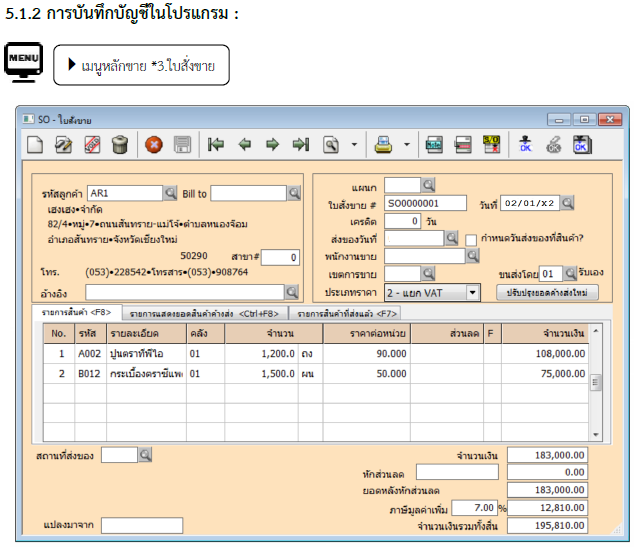 5.1.2 การบันทึกบัญชีในโปรแกรม :
MENU
เมนูหลักขาย *3.ใบสั่งขาย
SO - ใบสั่งขาย
รหัสลูกค้า AR1 Bill to
เฮงเฮง•จำกัด
82/4•หมู่•7•ถนนสันทราย-แม่โจ้•ตำบลหนองจ๊อม
อำเภอสันทราย•จังหวัดเชียงใหม่
50290 สาขา# 0
โทร. (053)•228542•โทรสาร•(053)•908764
อ้างอิง
แผนก
ใบสั่งขาย # SO0000001 วันที่ 02/01/x2
เครดิต 0 วัน
ส่งของวันที่ กำหนดวันส่งของที่สินค้า?
พนักงานขาย
เขตการขาย ขนส่งโดย 01 รับเอง
ประเภทราคา 2 - แยก VAT ปรับปรุงยอดค้างส่งใหม่
รายการสินค้า <F8> รายการแสดงยอดสินค้าค้างส่ง <Ctrl+F8> รายการสินค้าที่ส่งแล้ว <F7>
No. รหัส รายละเอียด คลัง จำนวน ราคาต่อหน่วย ส่วนลด F จำนวนเงิน
1 A002 ปูนตราทีพีไอ 01 1,200.0 ถง 90.000 108,000.00
2 B012 กระเบื้องตราซีแพ 01 1,500.0 ผน 50.000 75,000.00
สถานที่ส่งของ
จำนวนเงิน 183,000.00
หักส่วนลด 0.00
ยอดหลังหักส่วนลด 183,000.00
ภาษีมูลค่าเพิ่ม 7.00 % 12,810.00
แปลงมาจาก
จำนวนเงินรวมทั้งสิ้น 195,810.00